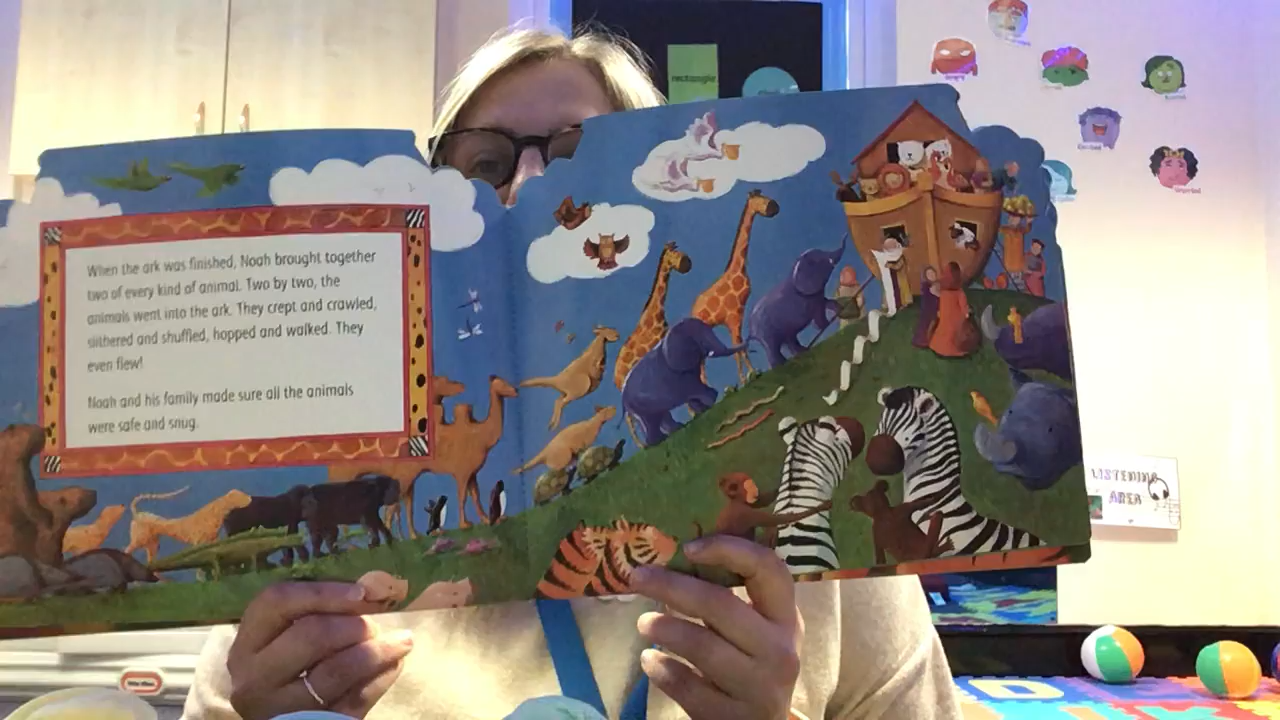 rectangle
When the ark was finished, Noah brought together
two of every kind of animal. Two by two, the
animals went into the ark. They crept and crawled,
slithered and shuffled, hopped and walked. They
even flew!
Noah and his family made sure all the animals
were safe and snug.
LISTENING
AREA